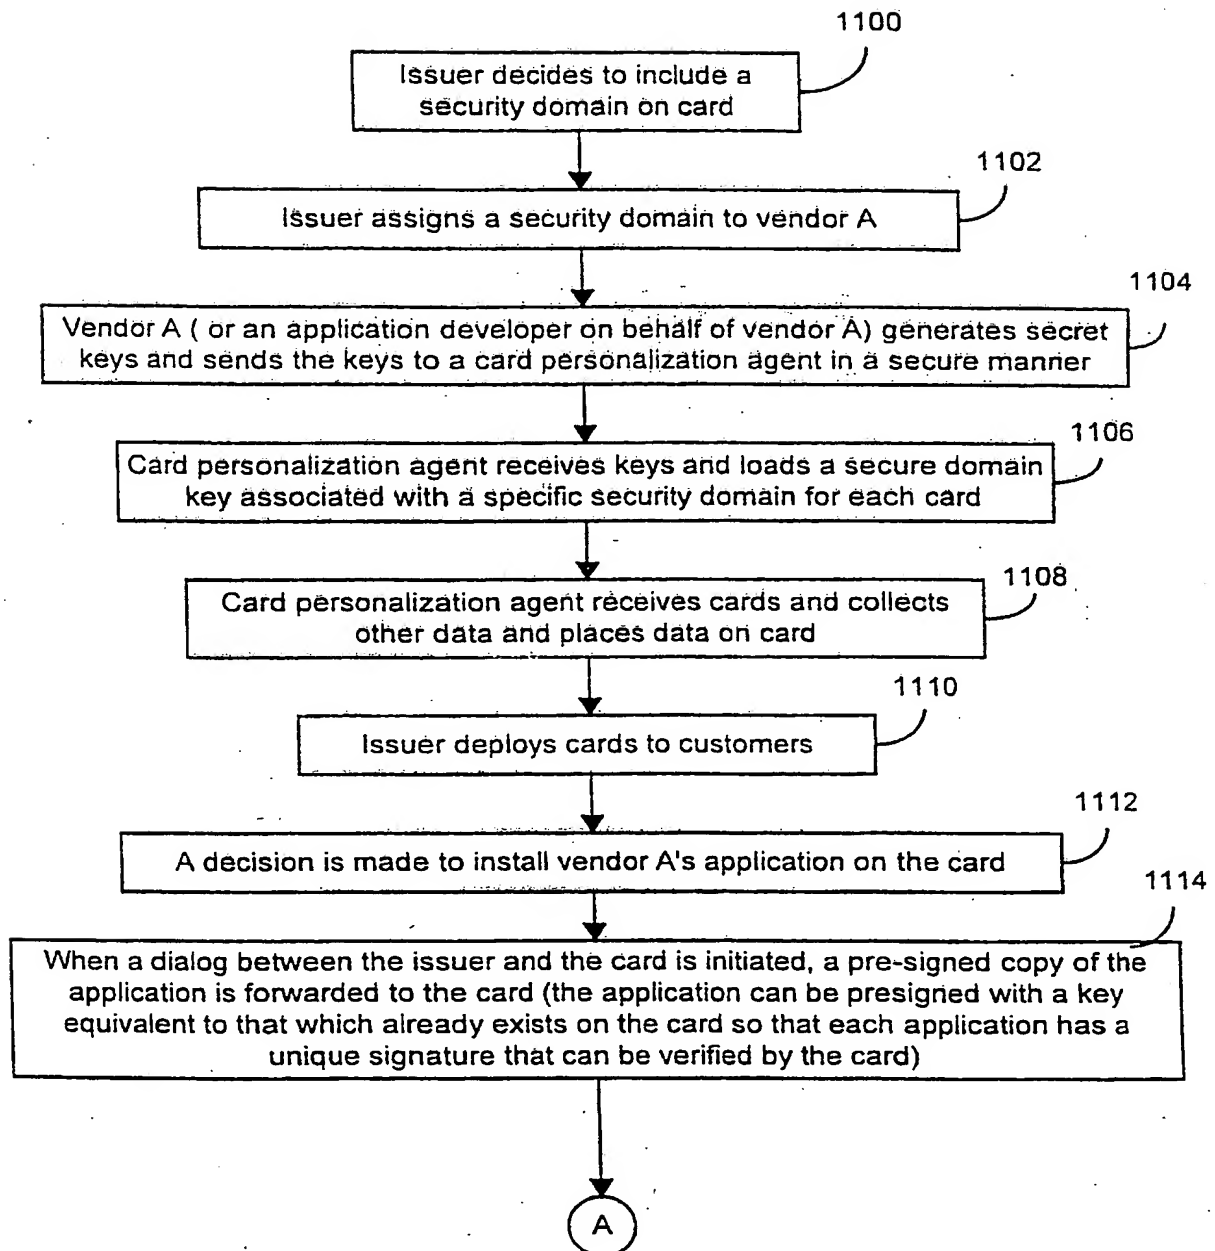 1100
Issuer decides to include a
security domain on card
1102
Issuer assigns a security domain to vendor A
1104
Vendor A ( or an application developer on behalf of vendor A) generates secret
keys and sends the keys to a card personalization agent in a secure manner
1106
Card personalization agent receives keys and loads a secure domain
key associated with a specific security domain for each card
1108
Card personalization agent receives cards and collects
other data and places data on card
1110
Issuer deploys cards to customers
1112
A decision is made to install vendor A's application on the card
1114
When a dialog between the issuer and the card is initiated, a pre-signed copy of the
application is forwarded to the card (the application can be presigned with a key
equivalent to that which already exists on the card so that each application has a
unique signature that can be verified by the card)
A